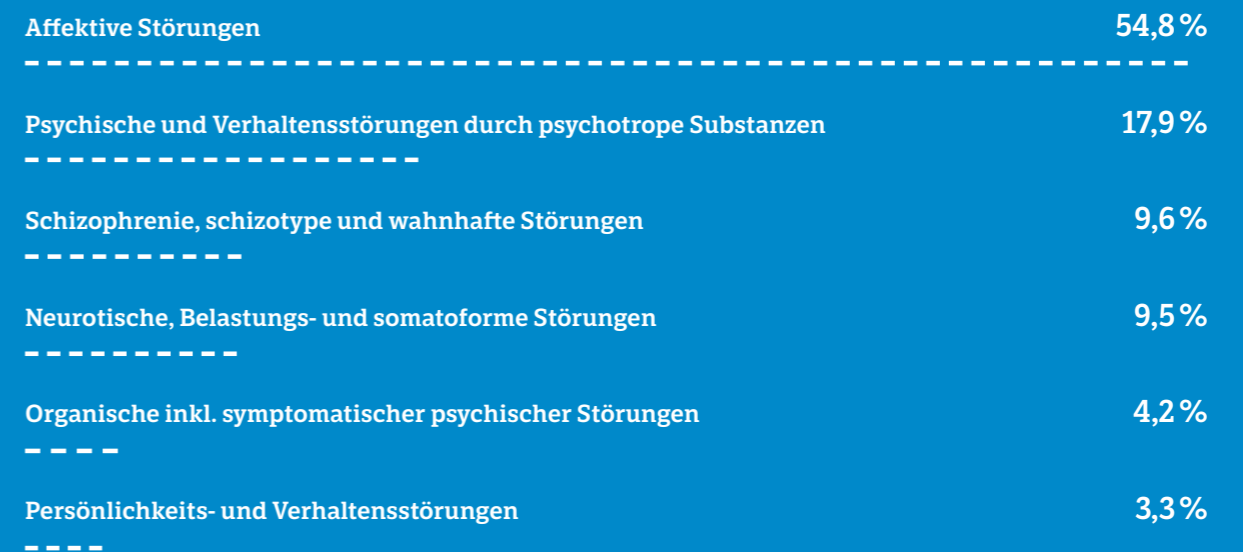 Affektive Störungen 54,8 %
Psychische und Verhaltensstörungen durch psychotrope Substanzen 17,9 %
Schizophrenie, schizotype und wahnhafte Störungen 9,6 %
Neurotische, Belastungs- und somatoforme Störungen 9,5 %
Organische inkl. symptomatischer psychischer Störungen 4,2 %
Persönlichkeits- und Verhaltensstörungen 3,3 %